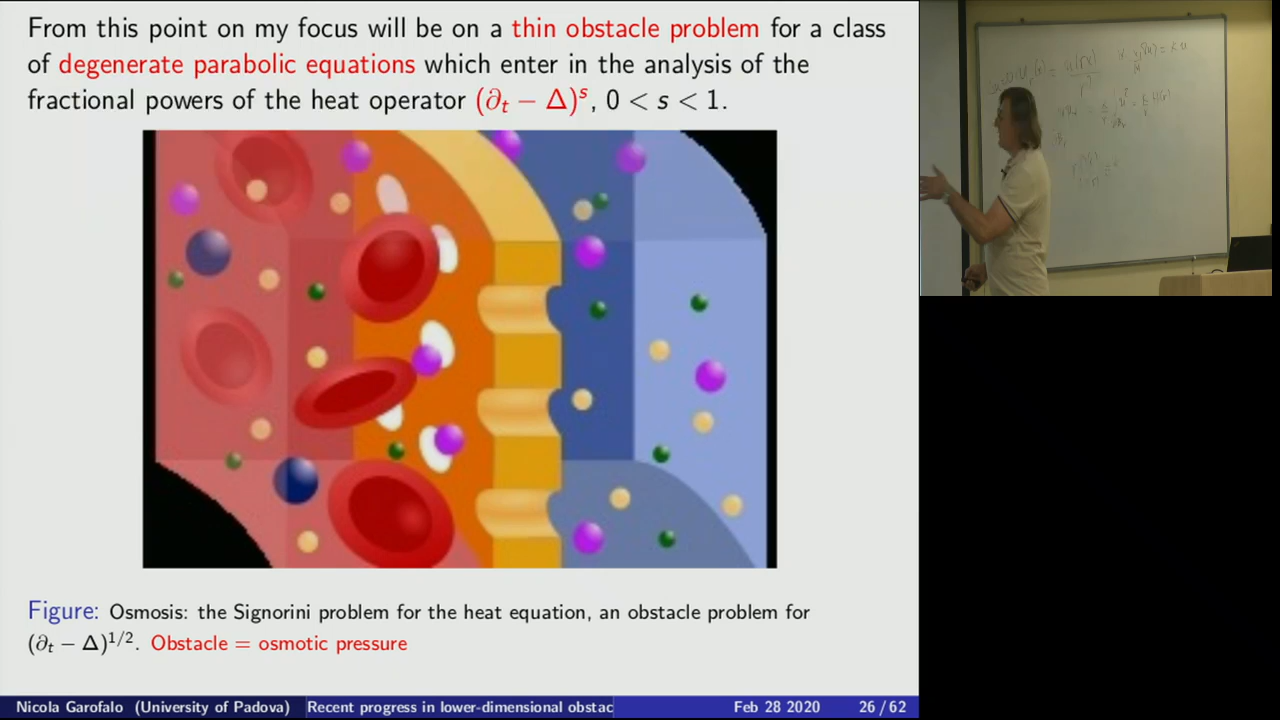 From this point on my focus will be on a thin obstacle problem for a class
of degenerate parabolic equations which enter in the analysis of the
fractional powers of the heat operator (∂ₜ − Δ)ˢ, 0 < s < 1.
Figure: Osmosis: the Signorini problem for the heat equation, an obstacle problem for
(∂ₜ − Δ)^{1/2}. Obstacle = osmotic pressure
Nicola Garofalo (University of Padova) Recent progress in lower-dimensional obstac Feb 28 2020 26 / 62